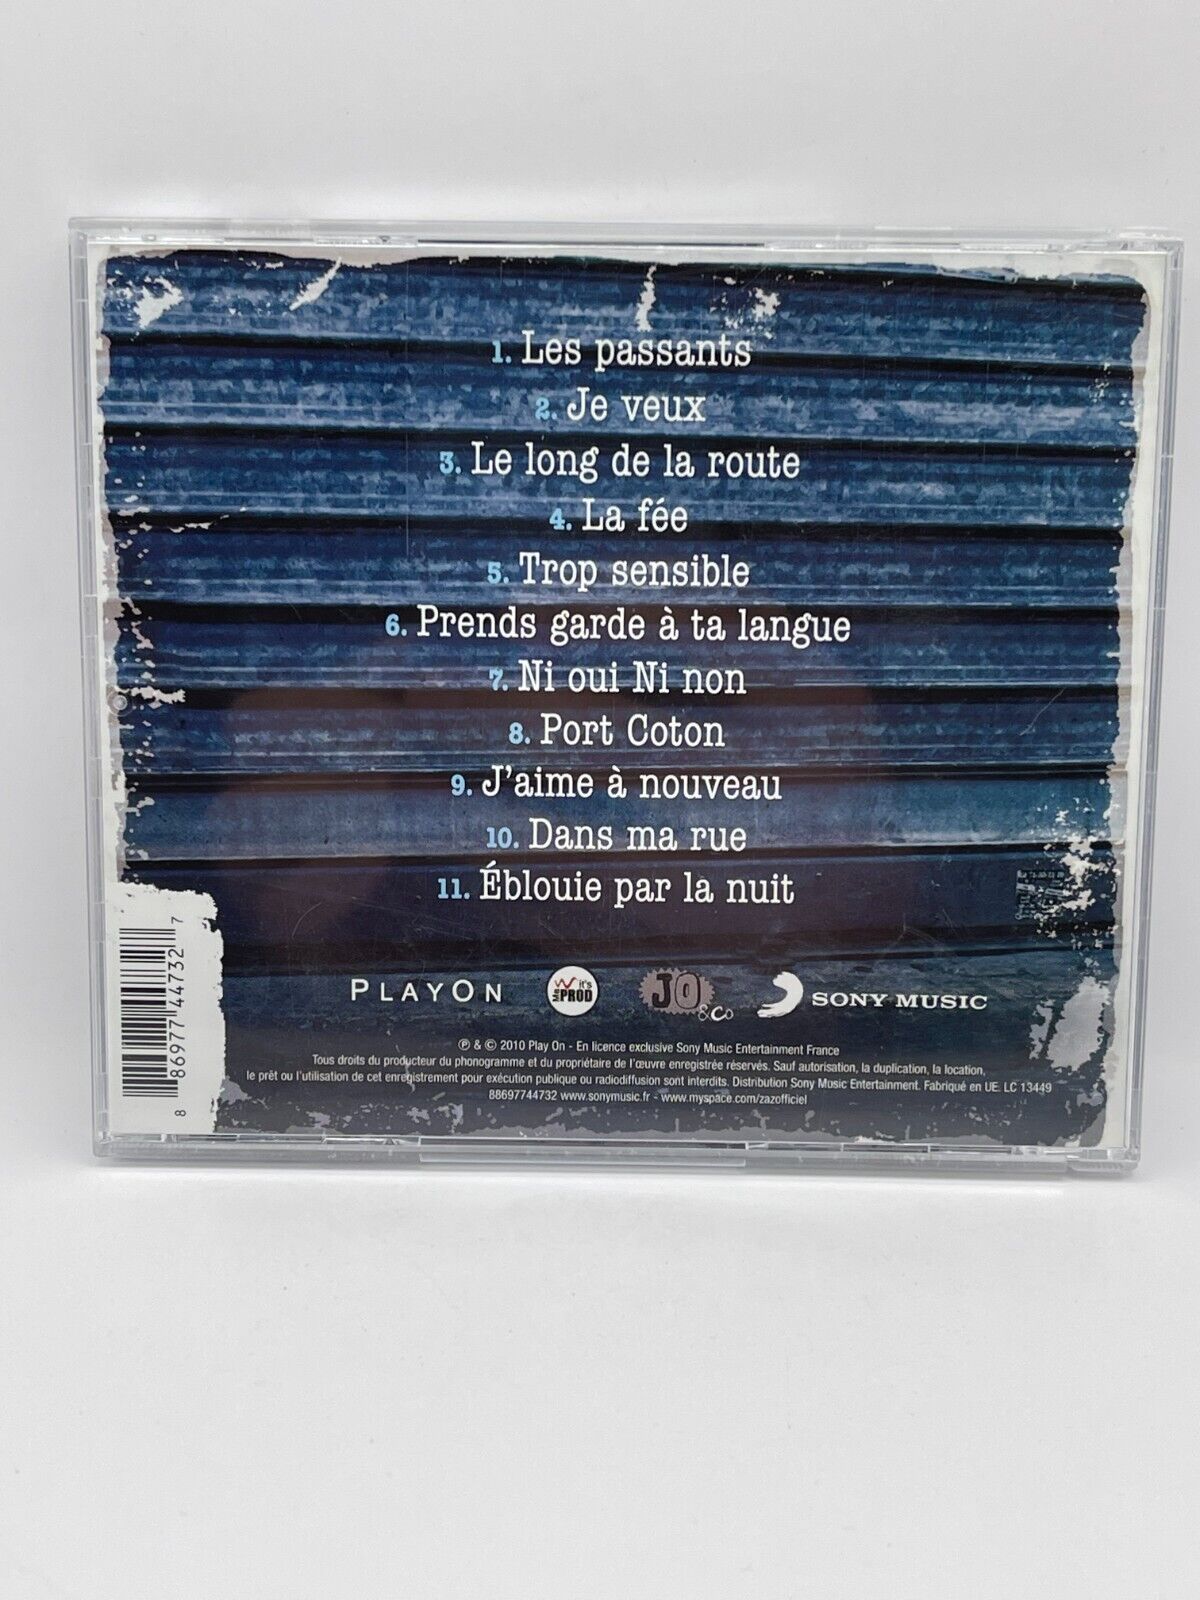 1. Les passants
2. Je veux
3. Le long de la route
4. La fée
5. Trop sensible
6. Prends garde à ta langue
7. Ni oui Ni non
8. Port Coton
9. J'aime à nouveau
10. Dans ma rue
11. Éblouie par la nuit
8 86977 44732 7
PLAYON
it's
Me PROD
JO
&Co
SONY MUSIC
℗ & © 2010 Play On - En licence exclusive Sony Music Entertainment France
Tous droits du producteur du phonogramme et du propriétaire de l'œuvre enregistrée réservés. Sauf autorisation, la duplication, la location,
le prêt ou l'utilisation de cet enregistrement pour exécution publique ou radiodiffusion sont interdits. Distribution Sony Music Entertainment. Fabriqué en UE. LC 13449
88697744732 www.sonymusic.fr - www.myspace.com/zazofficiel